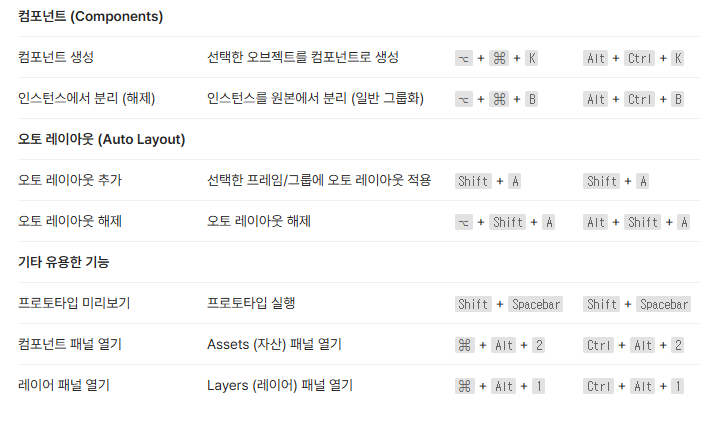 컴포넌트 (Components)
컴포넌트 생성 선택한 오브젝트를 컴포넌트로 생성 ⌥ + ⌘ + K Alt + Ctrl + K
인스턴스에서 분리 (해제) 인스턴스를 원본에서 분리 (일반 그룹화) ⌥ + ⌘ + B Alt + Ctrl + B
오토 레이아웃 (Auto Layout)
오토 레이아웃 추가 선택한 프레임/그룹에 오토 레이아웃 적용 Shift + A Shift + A
오토 레이아웃 해제 오토 레이아웃 해제 ⌥ + Shift + A Alt + Shift + A
기타 유용한 기능
프로토타입 미리보기 프로토타입 실행 Shift + Spacebar Shift + Spacebar
컴포넌트 패널 열기 Assets (자산) 패널 열기 ⌘ + Alt + 2 Ctrl + Alt + 2
레이어 패널 열기 Layers (레이어) 패널 열기 ⌘ + Alt + 1 Ctrl + Alt + 1